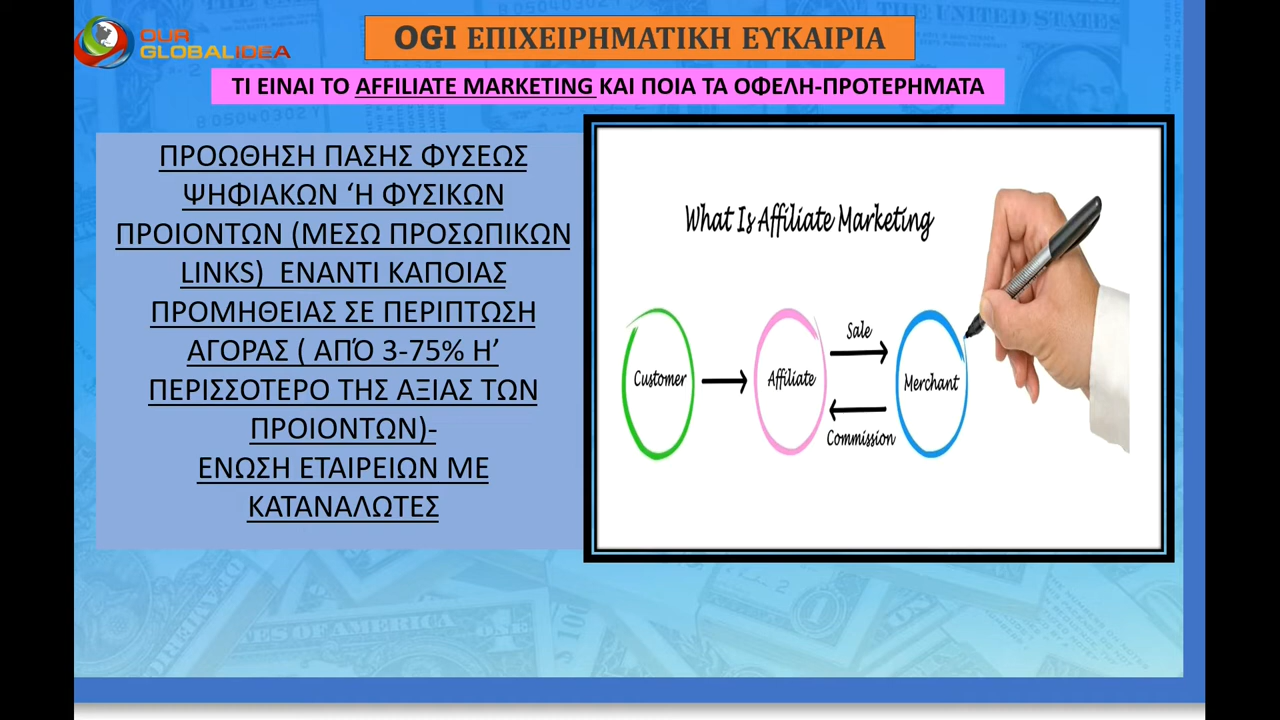 OUR
GLOBALIDEA
OGI ΕΠΙΧΕΙΡΗΜΑΤΙΚΗ ΕΥΚΑΙΡΙΑ
ΤΙ ΕΙΝΑΙ ΤΟ AFFILIATE MARKETING ΚΑΙ ΠΟΙΑ ΤΑ ΟΦΕΛΗ-ΠΡΟΤΕΡΗΜΑΤΑ
ΠΡΟΩΘΗΣΗ ΠΑΣΗΣ ΦΥΣΕΩΣ
ΨΗΦΙΑΚΩΝ ‘Η ΦΥΣΙΚΩΝ
ΠΡΟΙΟΝΤΩΝ (ΜΕΣΩ ΠΡΟΣΩΠΙΚΩΝ
LINKS) ΕΝΑΝΤΙ ΚΑΠΟΙΑΣ
ΠΡΟΜΗΘΕΙΑΣ ΣΕ ΠΕΡΙΠΤΩΣΗ
ΑΓΟΡΑΣ ( ΑΠΌ 3-75% Η’
ΠΕΡΙΣΣΟΤΕΡΟ ΤΗΣ ΑΞΙΑΣ ΤΩΝ
ΠΡΟΙΟΝΤΩΝ)-
ΕΝΩΣΗ ΕΤΑΙΡΕΙΩΝ ΜΕ
ΚΑΤΑΝΑΛΩΤΕΣ
What Is Affiliate Marketing
Customer
Affiliate
Sale
Commission
Merchant